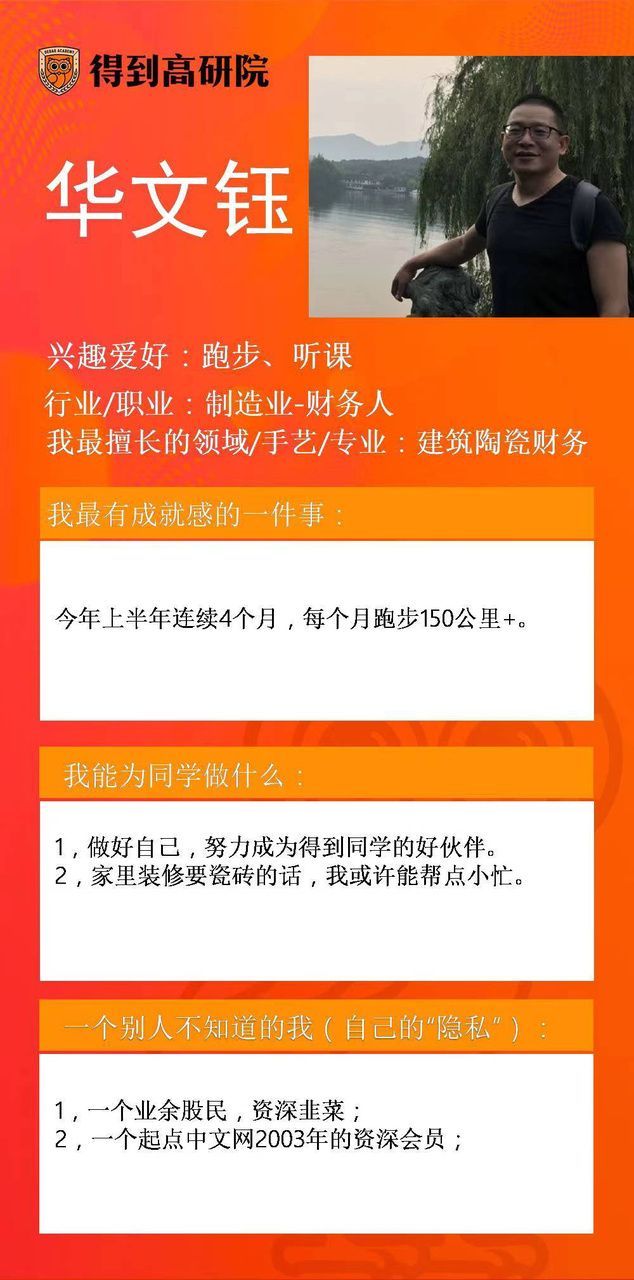 DEDAO ACADEMY
得到高研院
华文钰
兴趣爱好：跑步、听课
行业/职业：制造业-财务人
我最擅长的领域/手艺/专业：建筑陶瓷财务
我最有成就感的一件事：
今年上半年连续4个月，每个月跑步150公里+。
我能为同学做什么：
1，做好自己，努力成为得到同学的好伙伴。
2，家里装修要瓷砖的话，我或许能帮点小忙。
一个别人不知道的我（自己的“隐私“）：
1，一个业余股民，资深韭菜；
2，一个起点中文网2003年的资深会员；